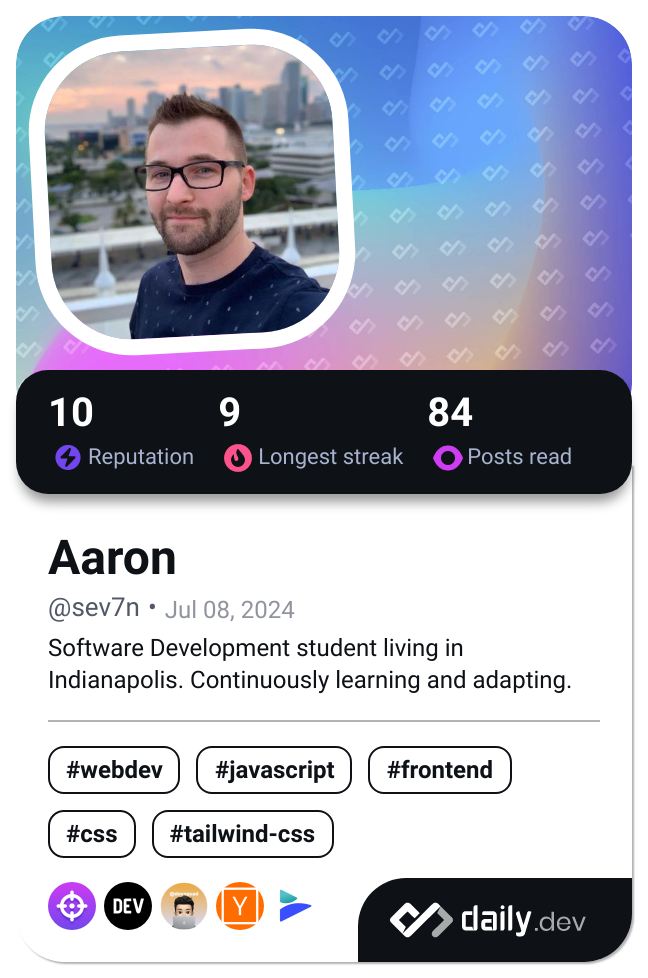 10 9 84
Reputation Longest streak Posts read
Aaron
@sev7n • Jul 08, 2024
Software Development student living in
Indianapolis. Continuously learning and adapting.
#webdev #javascript #frontend
#css #tailwind-css
DEV Y
daily.dev